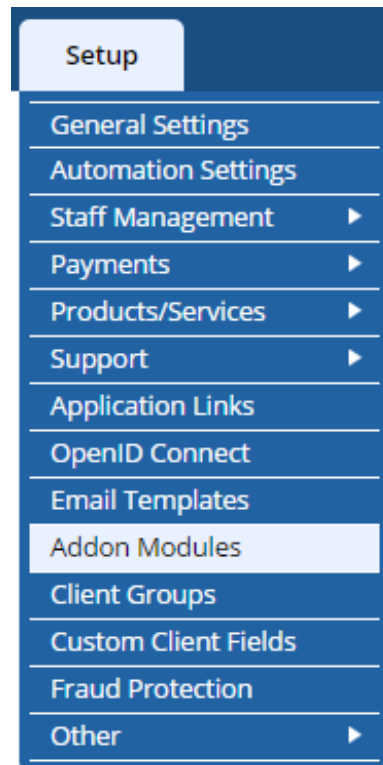 Setup
General Settings
Automation Settings
Staff Management
Payments
Products/Services
Support
Application Links
OpenID Connect
Email Templates
Addon Modules
Client Groups
Custom Client Fields
Fraud Protection
Other